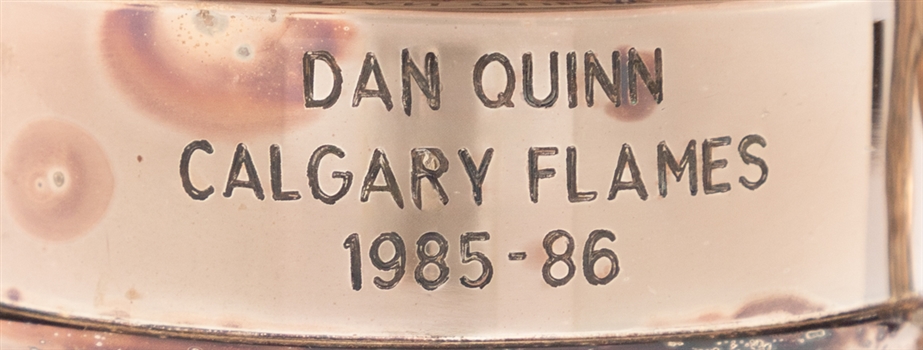 DAN QUINN
CALGARY FLAMES
1985-86